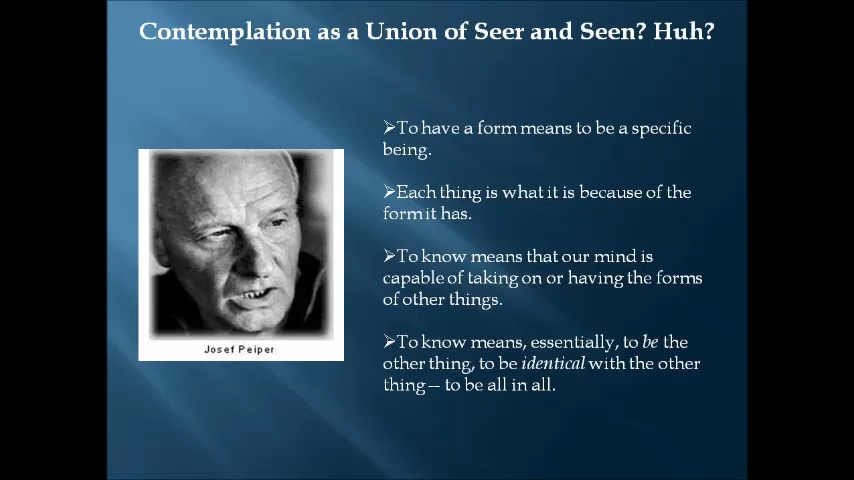 Contemplation as a Union of Seer and Seen? Huh?
➢To have a form means to be a specific
being.
➢Each thing is what it is because of the
form it has.
➢To know means that our mind is
capable of taking on or having the forms
of other things.
➢To know means, essentially, to be the
other thing, to be identical with the other
thing -- to be all in all.
Josef Peiper